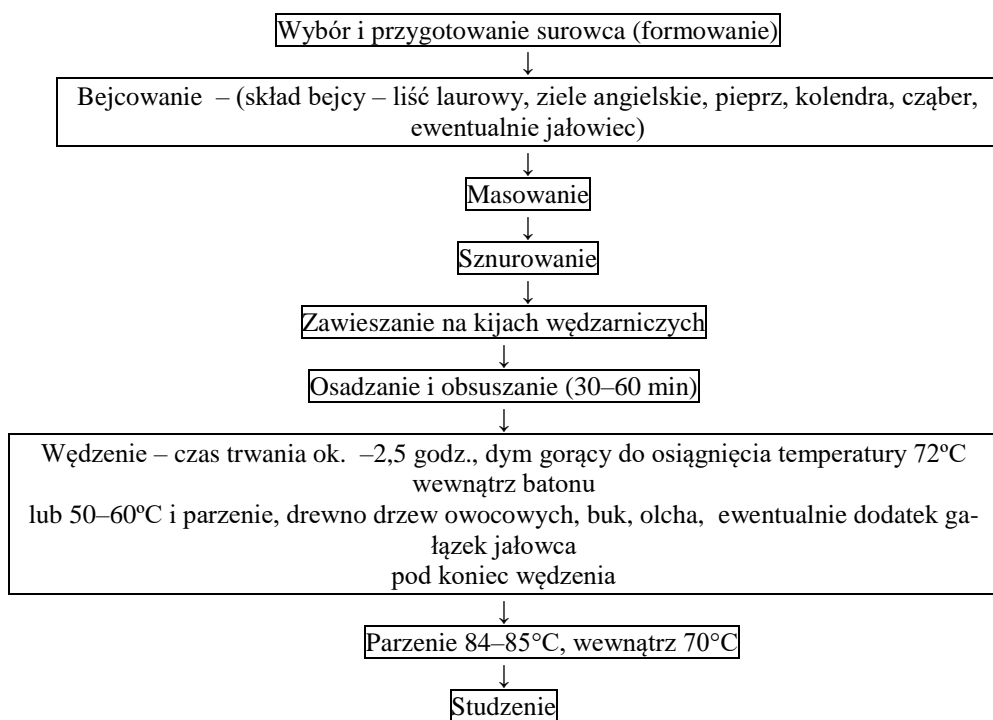 Wybór i przygotowanie surowca (formowanie)
↓
Bejcowanie – (skład bejcy – liść laurowy, ziele angielskie, pieprz, kolendra, cząber,
ewentualnie jałowiec)
↓
Masowanie
↓
Sznurowanie
↓
Zawieszanie na kijach wędzarniczych
↓
Osadzanie i obsuszanie (30–60 min)
↓
Wędzenie – czas trwania ok. –2,5 godz., dym gorący do osiągnięcia temperatury 72ºC
wewnątrz batonu
lub 50–60ºC i parzenie, drewno drzew owocowych, buk, olcha, ewentualnie dodatek ga-
łązek jałowca
pod koniec wędzenia
↓
Parzenie 84–85°C, wewnątrz 70°C
↓
Studzenie